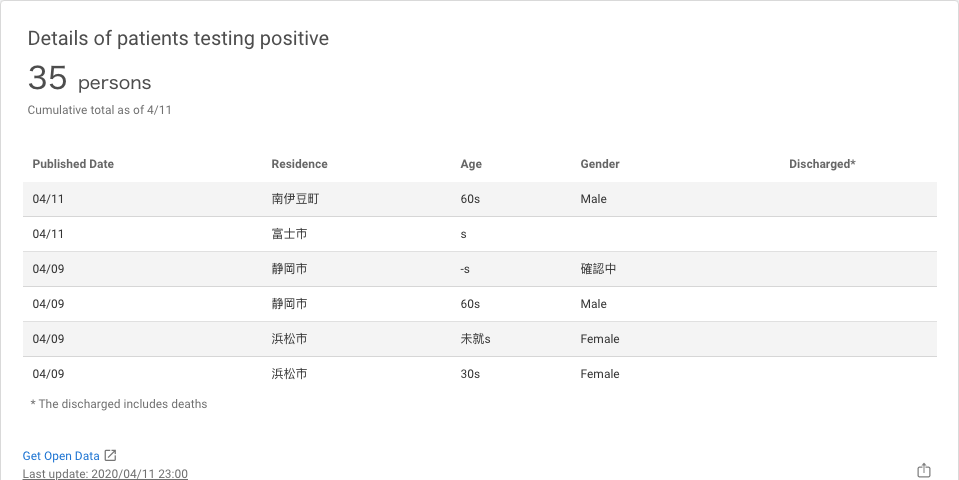 Details of patients testing positive
35 persons
Cumulative total as of 4/11
Published Date Residence Age Gender Discharged*
04/11 南伊豆町 60s Male
04/11 富士市 s
04/09 静岡市 -s 確認中
04/09 静岡市 60s Male
04/09 浜松市 未就s Female
04/09 浜松市 30s Female
* The discharged includes deaths
Get Open Data
Last update: 2020/04/11 23:00